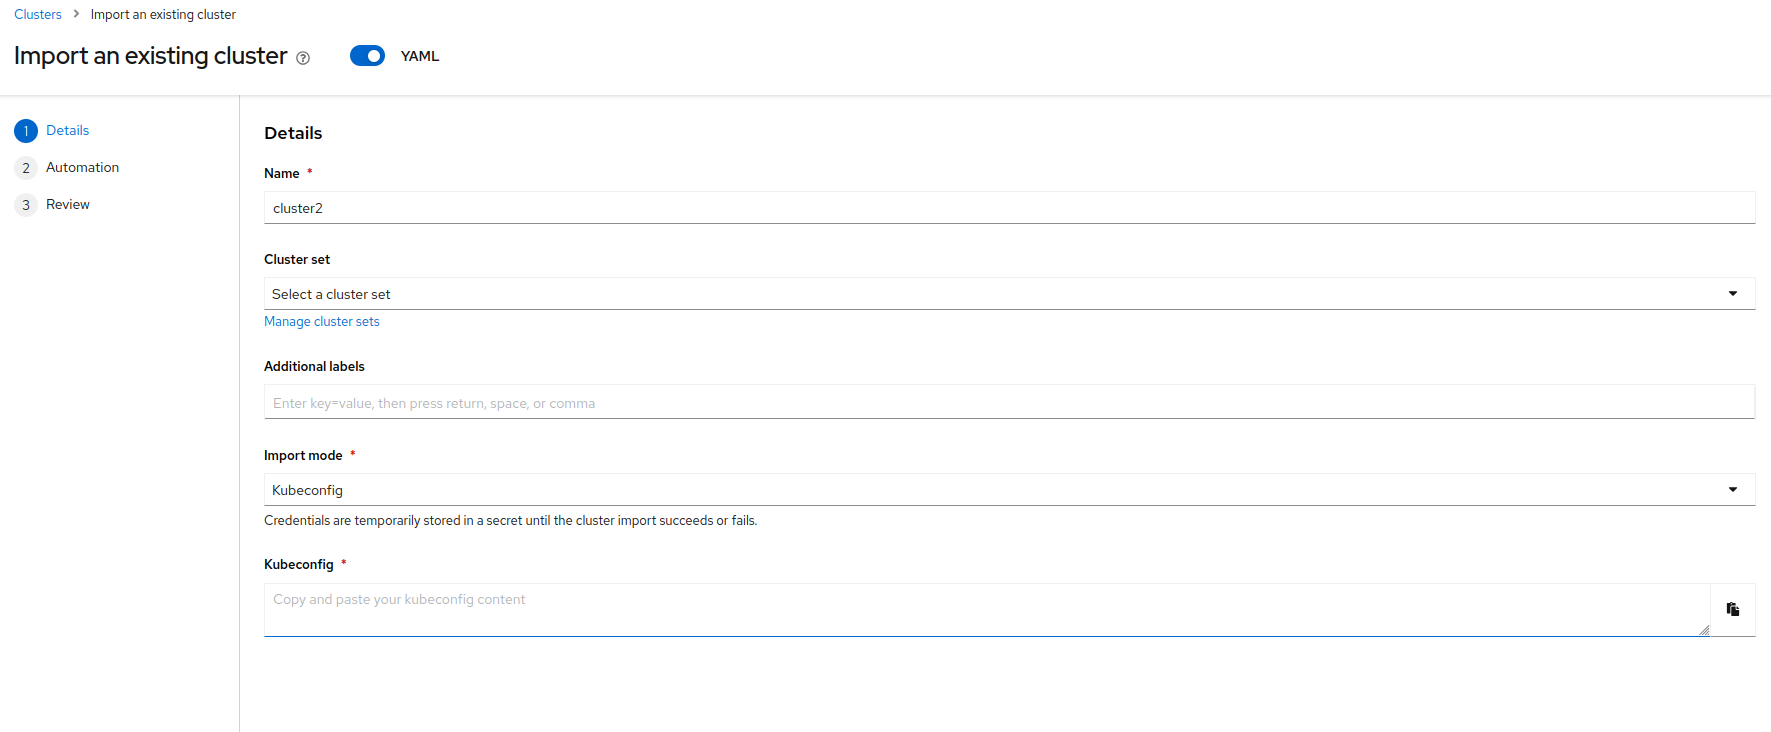 Clusters > Import an existing cluster
Import an existing cluster ? YAML
1 Details
2 Automation
3 Review
Details
Name *
cluster2
Cluster set
Select a cluster set
Manage cluster sets
Additional labels
Enter key=value, then press return, space, or comma
Import mode *
Kubeconfig
Credentials are temporarily stored in a secret until the cluster import succeeds or fails.
Kubeconfig *
Copy and paste your kubeconfig content